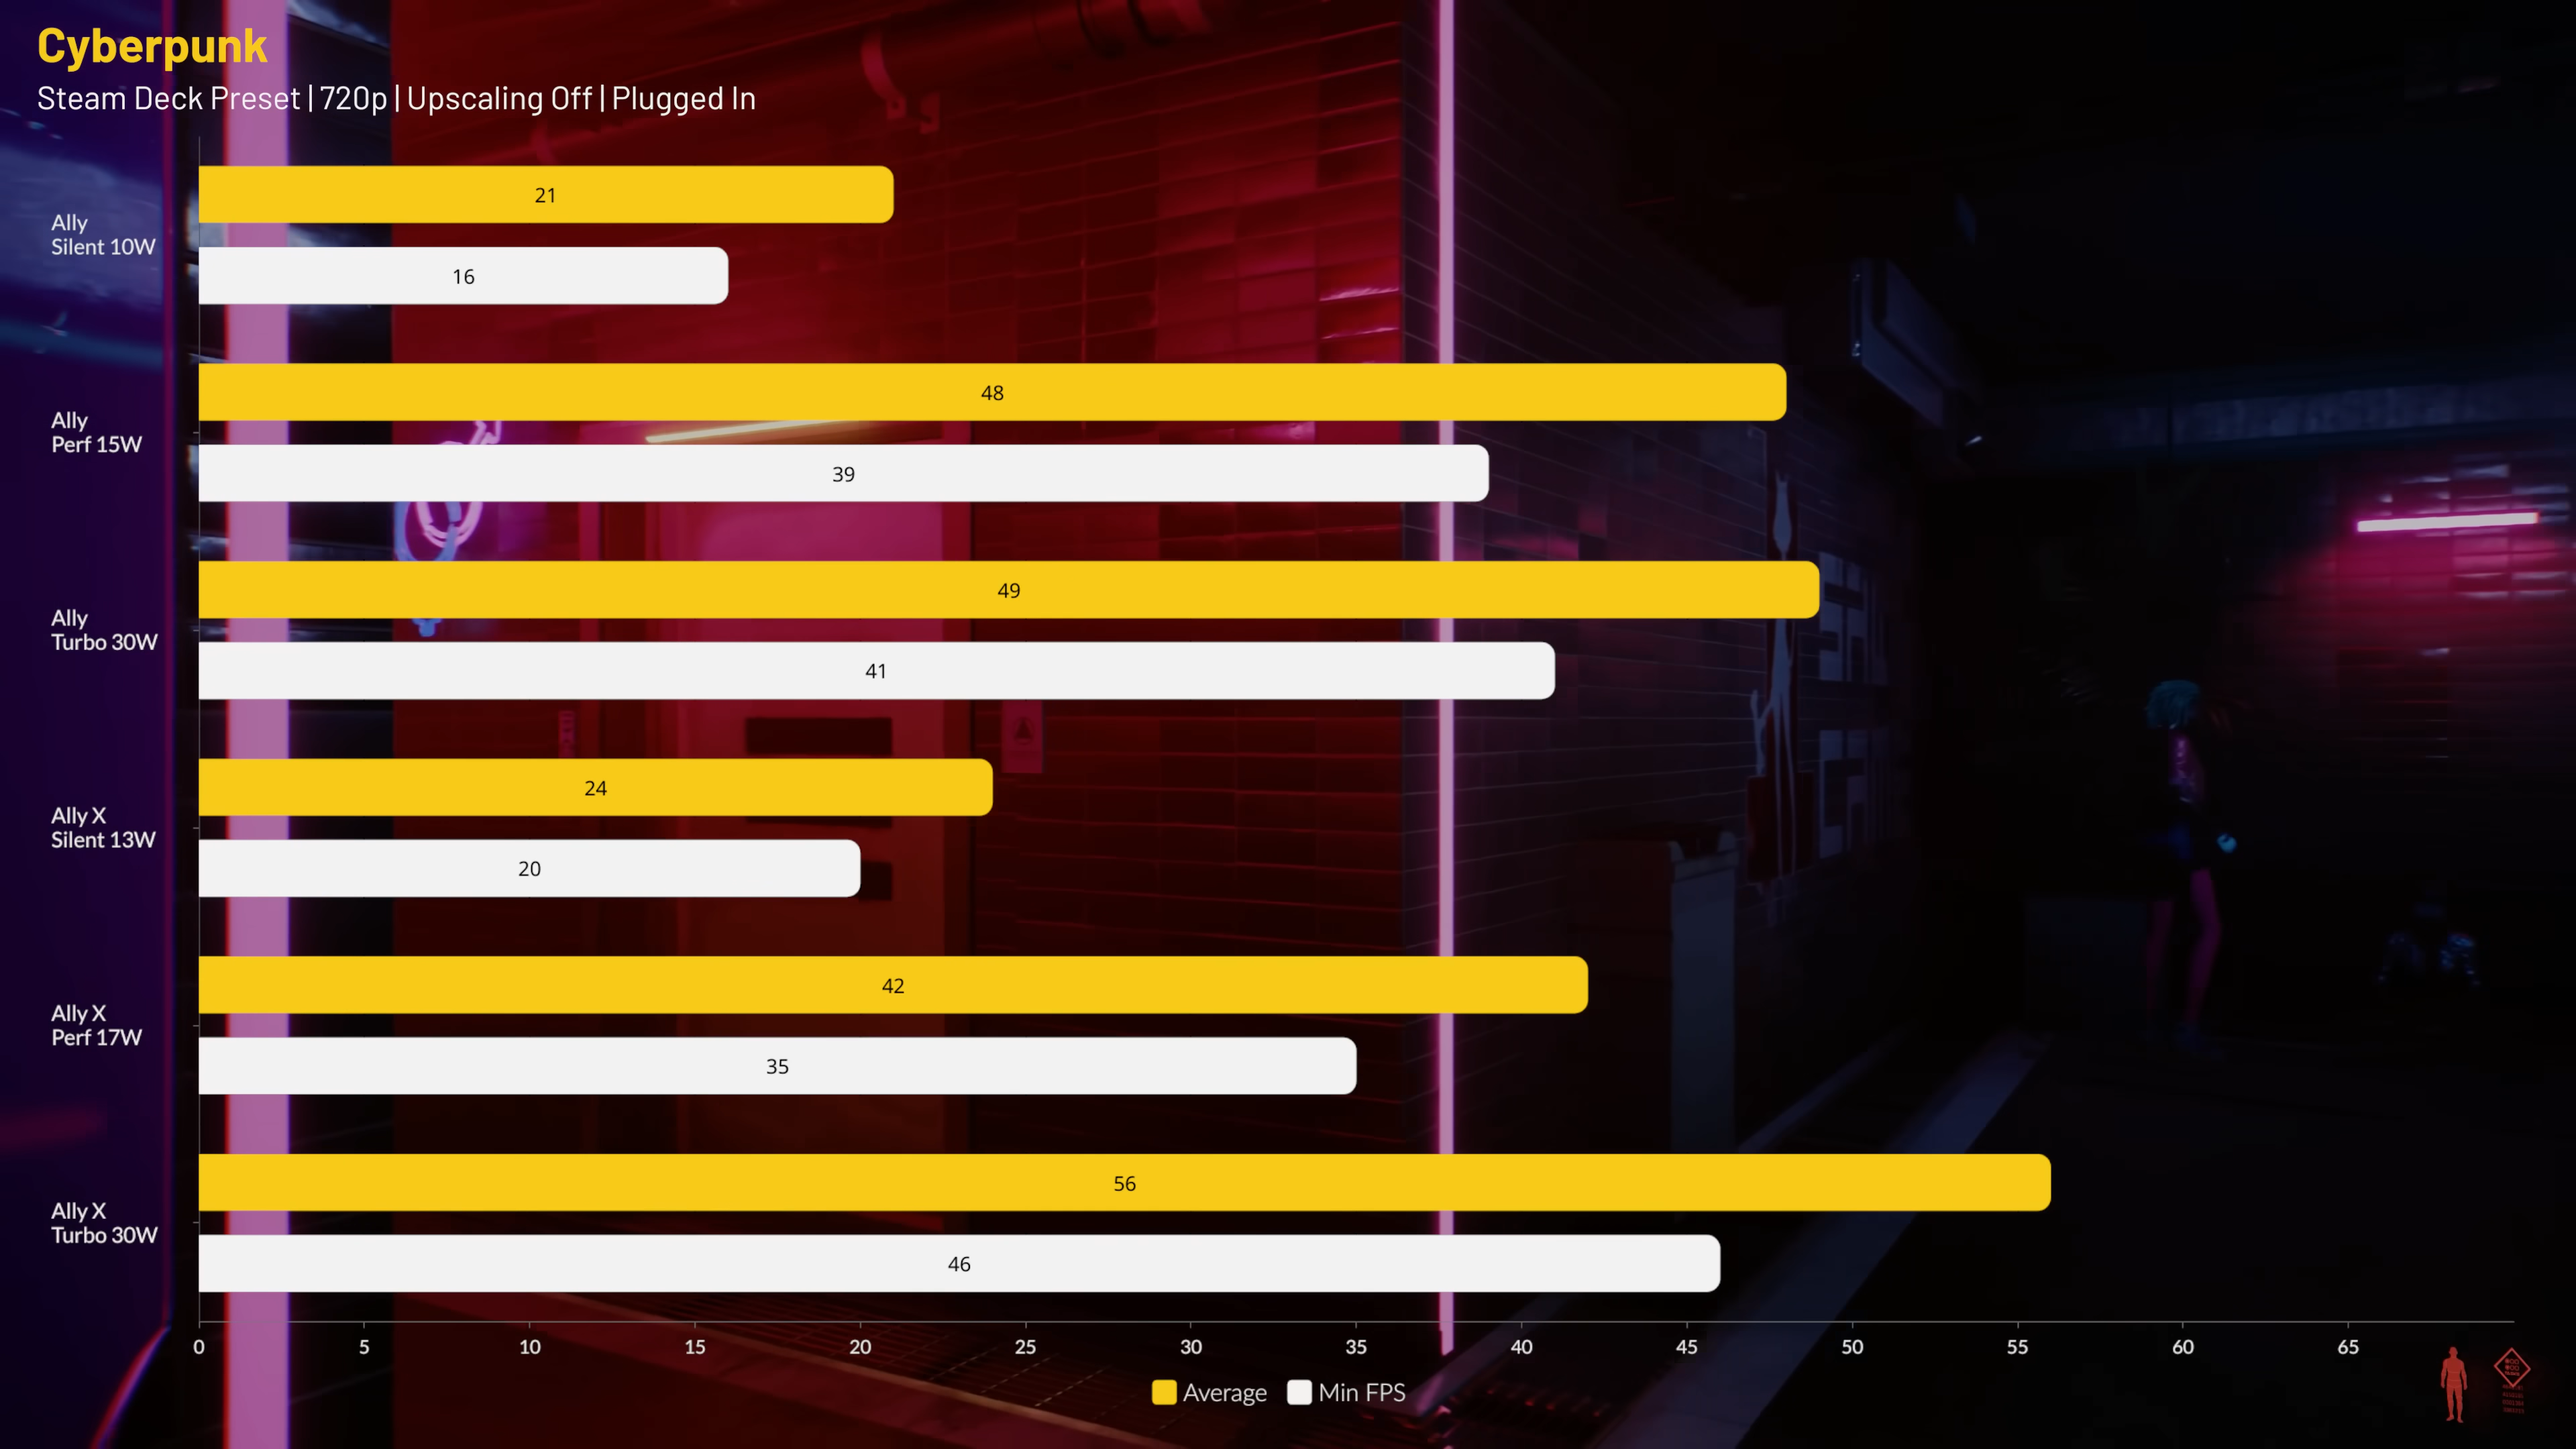 Cyberpunk
Steam Deck Preset | 720p | Upscaling Off | Plugged In
Ally
Silent 10W
21
16
Ally
Perf 15W
48
39
Ally
Turbo 30W
49
41
Ally X
Silent 13W
24
20
Ally X
Perf 17W
42
35
Ally X
Turbo 30W
56
46
0 5 10 15 20 25 30 35 40 45 50 55 60 65
Average Min FPS